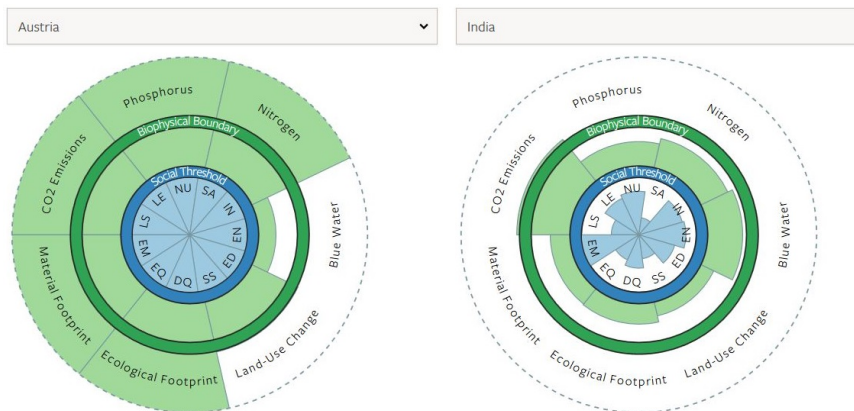 Austria
Phosphorus
Nitrogen
CO2 Emissions
Biophysical Boundary
Social Threshold
LS
LE
NU
SA
IN
EN
ED
SS
DQ
EQ
EM
Blue Water
Material Footprint
Ecological Footprint
Land-Use Change
India
Phosphorus
Nitrogen
CO2 Emissions
Biophysical Boundary
Social Threshold
LS
LE
NU
SA
IN
EN
ED
SS
DQ
EQ
EM
Blue Water
Material Footprint
Ecological Footprint
Land-Use Change